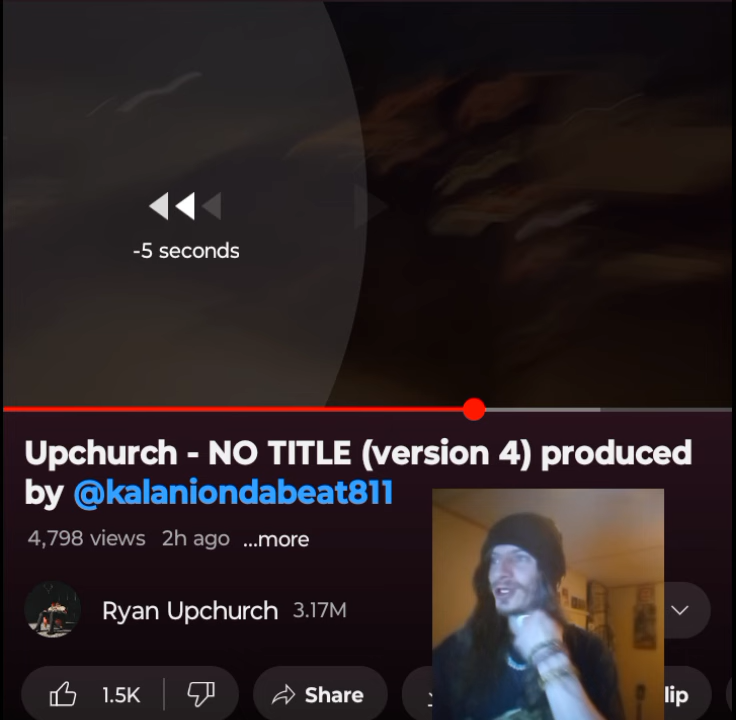 -5 seconds
Upchurch - NO TITLE (version 4) produced
by @kalaniondabeat811
4,798 views 2h ago ...more
Ryan Upchurch 3.17M
1.5K Share lip